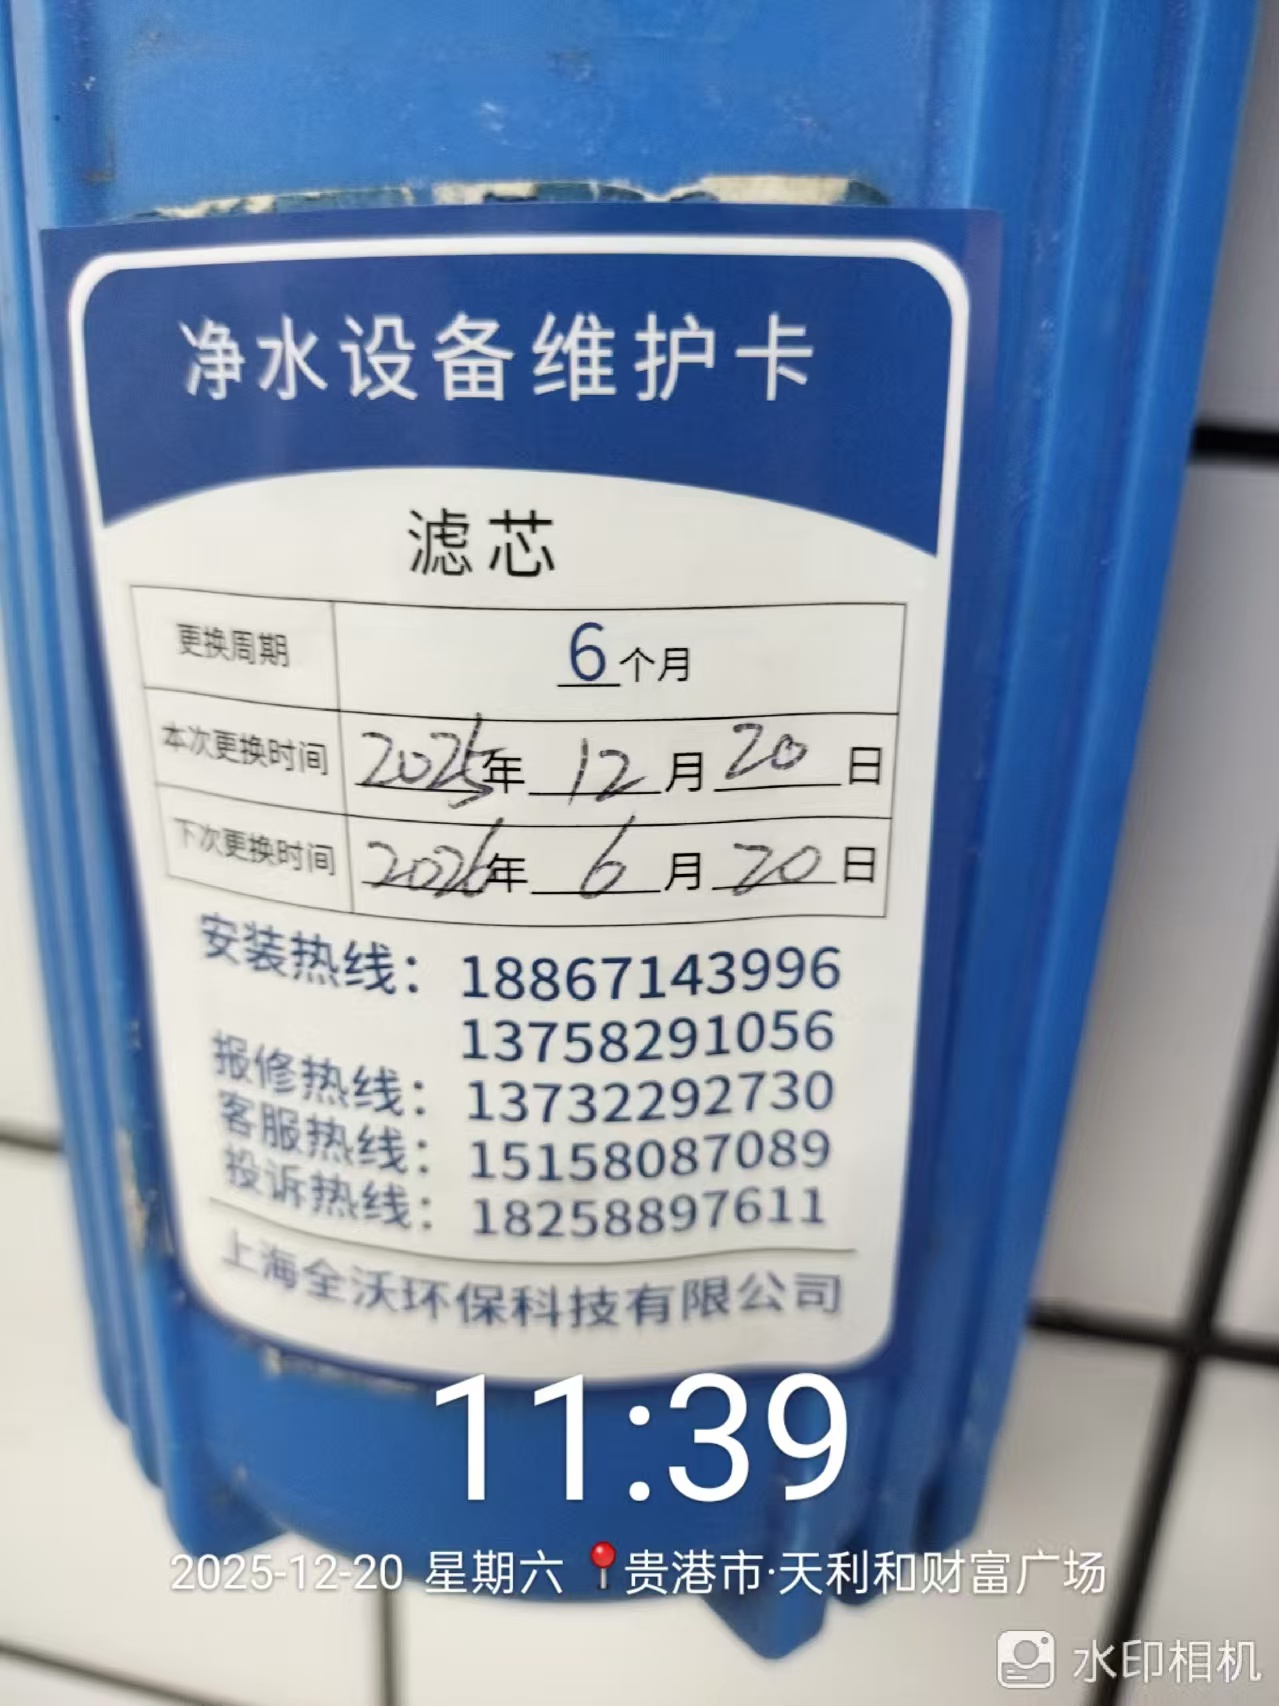 净水设备维护卡
滤芯
更换周期 6个月
本次更换时间 2025年12月20日
下次更换时间 2026年6月20日
安装热线：18867143996
13758291056
报修热线：13732292730
客服热线：15158087089
投诉热线：18258897611
上海全沃环保科技有限公司
11:39
2025-12-20 星期六 📍贵港市·天利和财富广场
水印相机